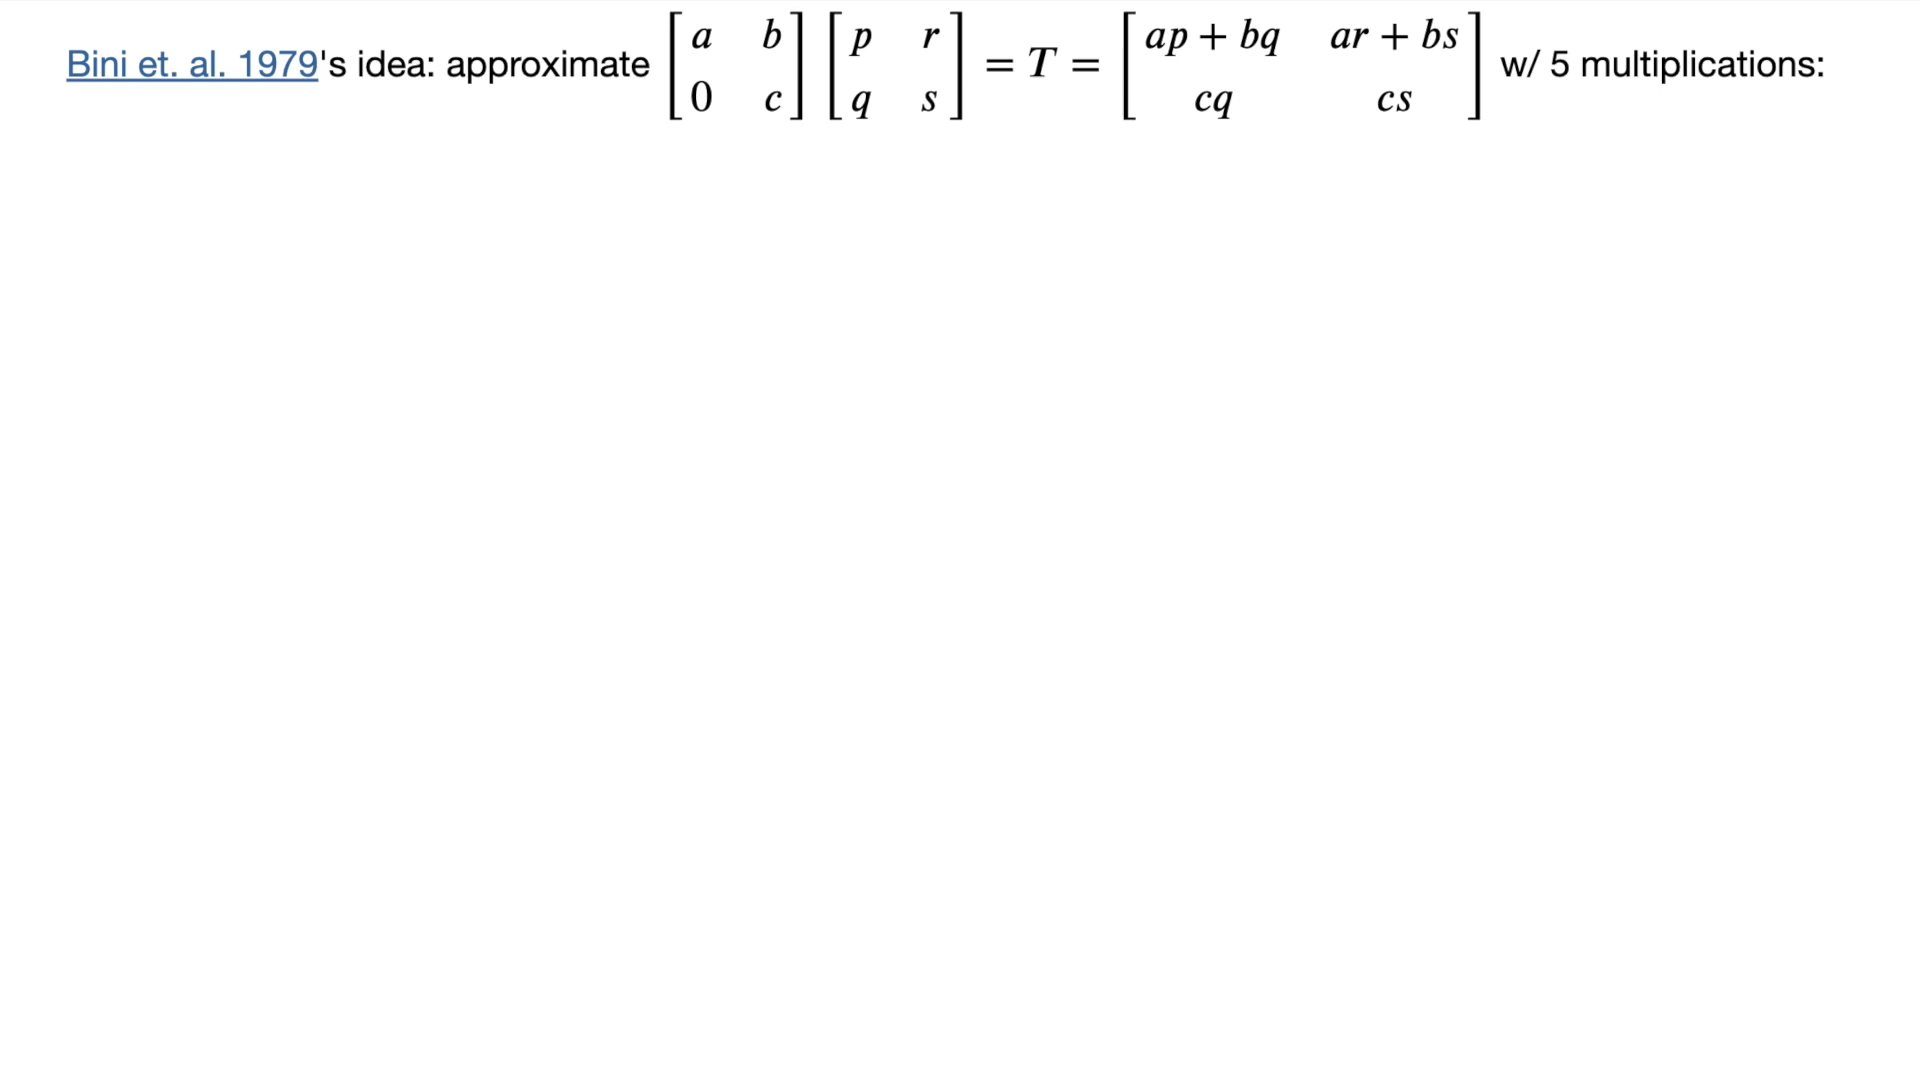 Bini et. al. 1979's idea: approximate [a b; 0 c] [p r; q s] = T = [ap + bq ar + bs; cq cs] w/ 5 multiplications: